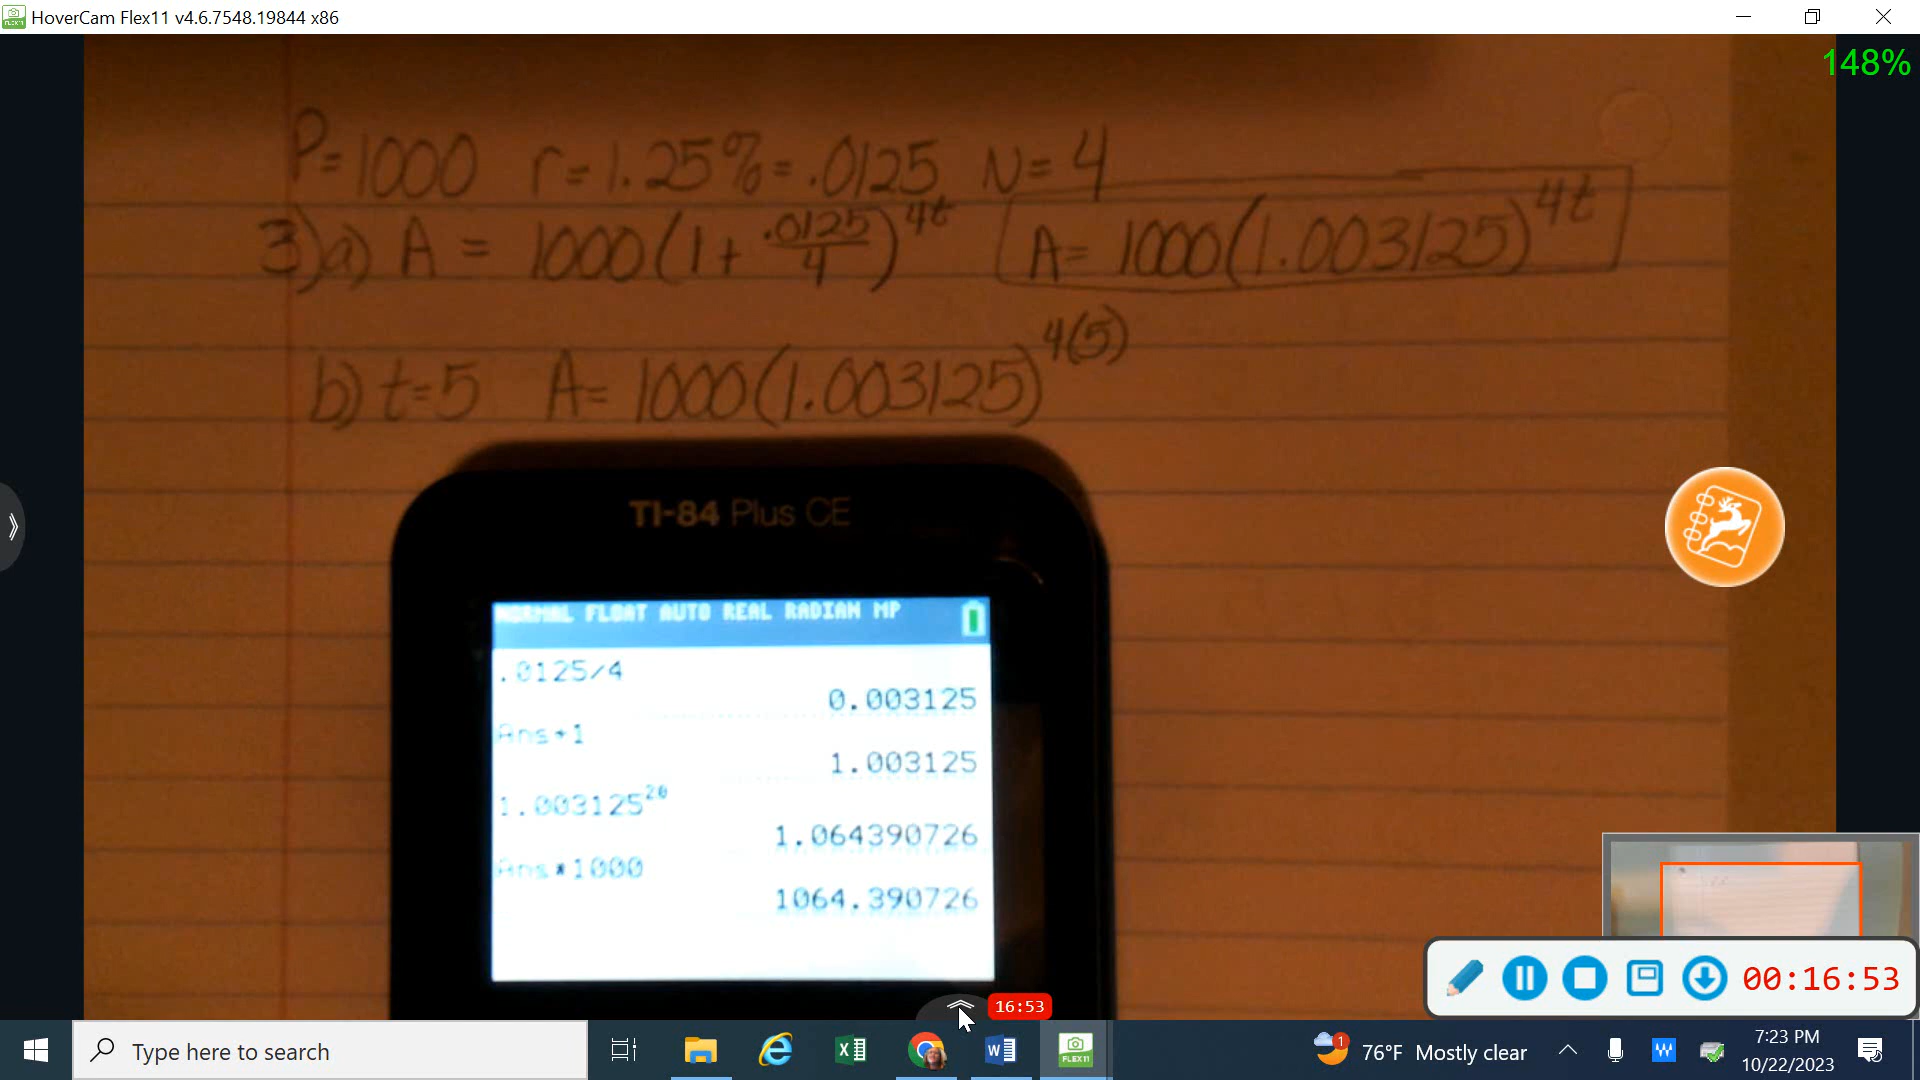 HoverCam Flex11 v4.6.7548.19844 x86
148%
P=1000 r=1.25%=.0125 N=4
3)a) A = 1000(1+.0125/4)^4t A=1000(1.003125)^4t
b) t=5 A=1000(1.003125)^4(5)
TI-84 Plus CE
NORMAL FLOAT AUTO REAL RADIAN MP
.0125/4
0.003125
Ans+1
1.003125
1.003125^20
1.064390726
Ans*1000
1064.390726
00:16:53
16:53
Type here to search
FLEX11
1
76°F Mostly clear
7:23 PM
10/22/2023